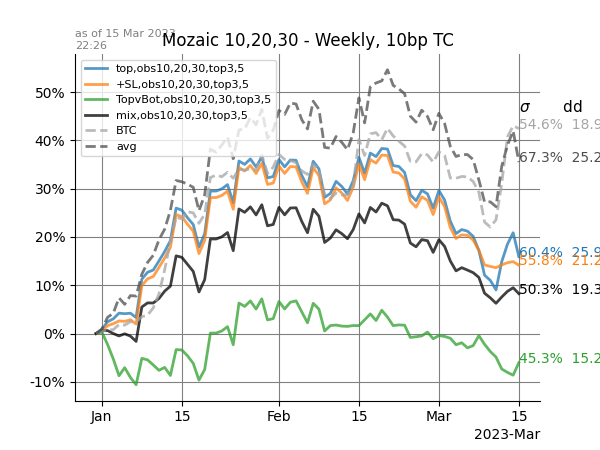 as of 15 Mar 2023
22:26
Mozaic 10,20,30 - Weekly, 10bp TC
top,obs10,20,30,top3,5
+SL,obs10,20,30,top3,5
TopvBot,obs10,20,30,top3,5
mix,obs10,20,30,top3,5
BTC
avg
σ dd
54.6% 18.9
67.3% 25.2
60.4% 25.9
55.8% 21.2
50.3% 19.3
45.3% 15.2
50%
40%
30%
20%
10%
0%
-10%
Jan 15 Feb 15 Mar 15
2023-Mar